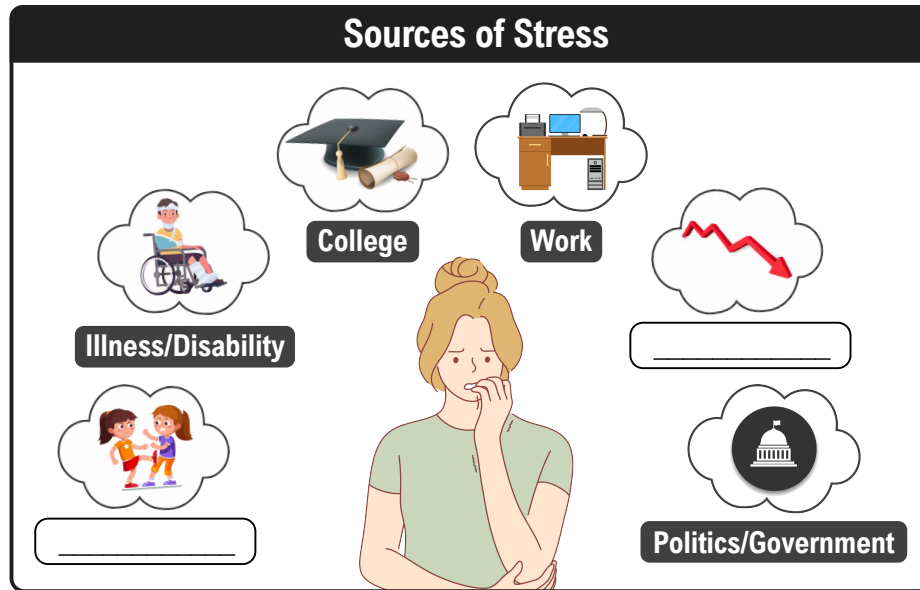 Sources of Stress
College
Work
Illness/Disability
Politics/Government